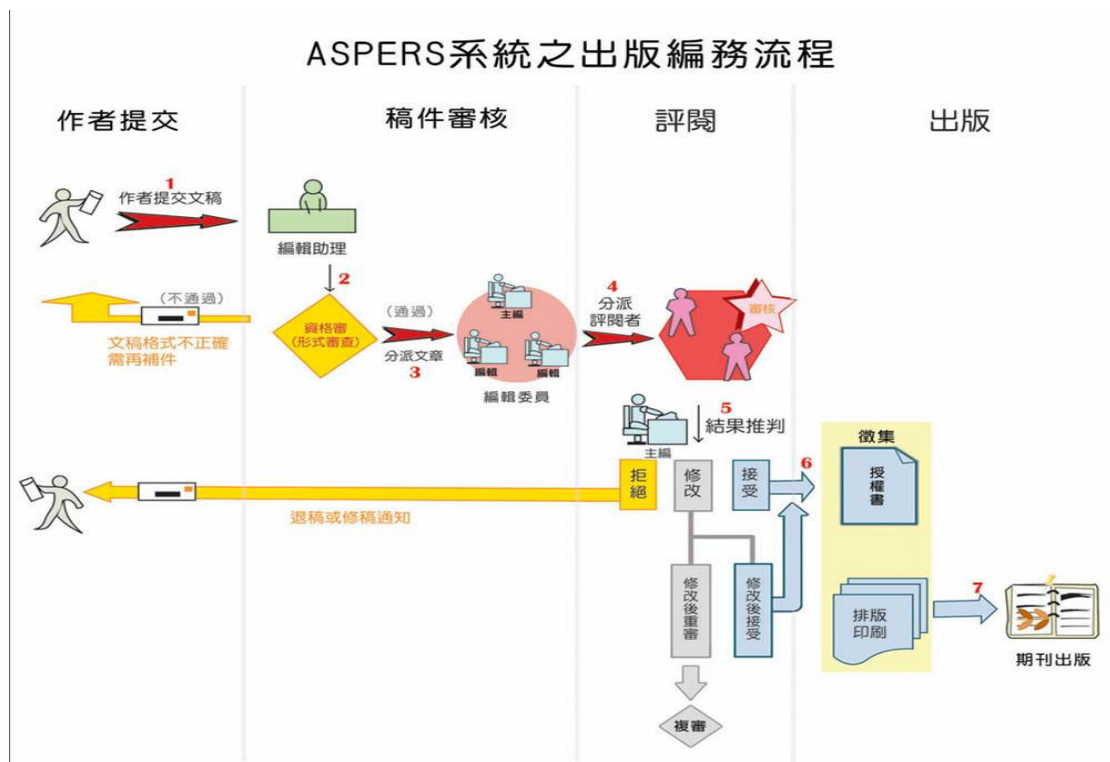 ASPERS系統之出版編務流程
作者提交
稿件審核
評閱
出版
1
作者提交文稿
編輯助理
2
(不通過)
文稿格式不正確
需再補件
資格審
(形式審查)
(通過)
分派文章
3
主編
編輯
編輯
編輯委員
4
分派
評閱者
審核
5
結果推判
主編
拒絕
修改
接受
6
退稿或修稿通知
修改後重審
修改後接受
複審
徵集
授權書
排版
印刷
7
期刊出版